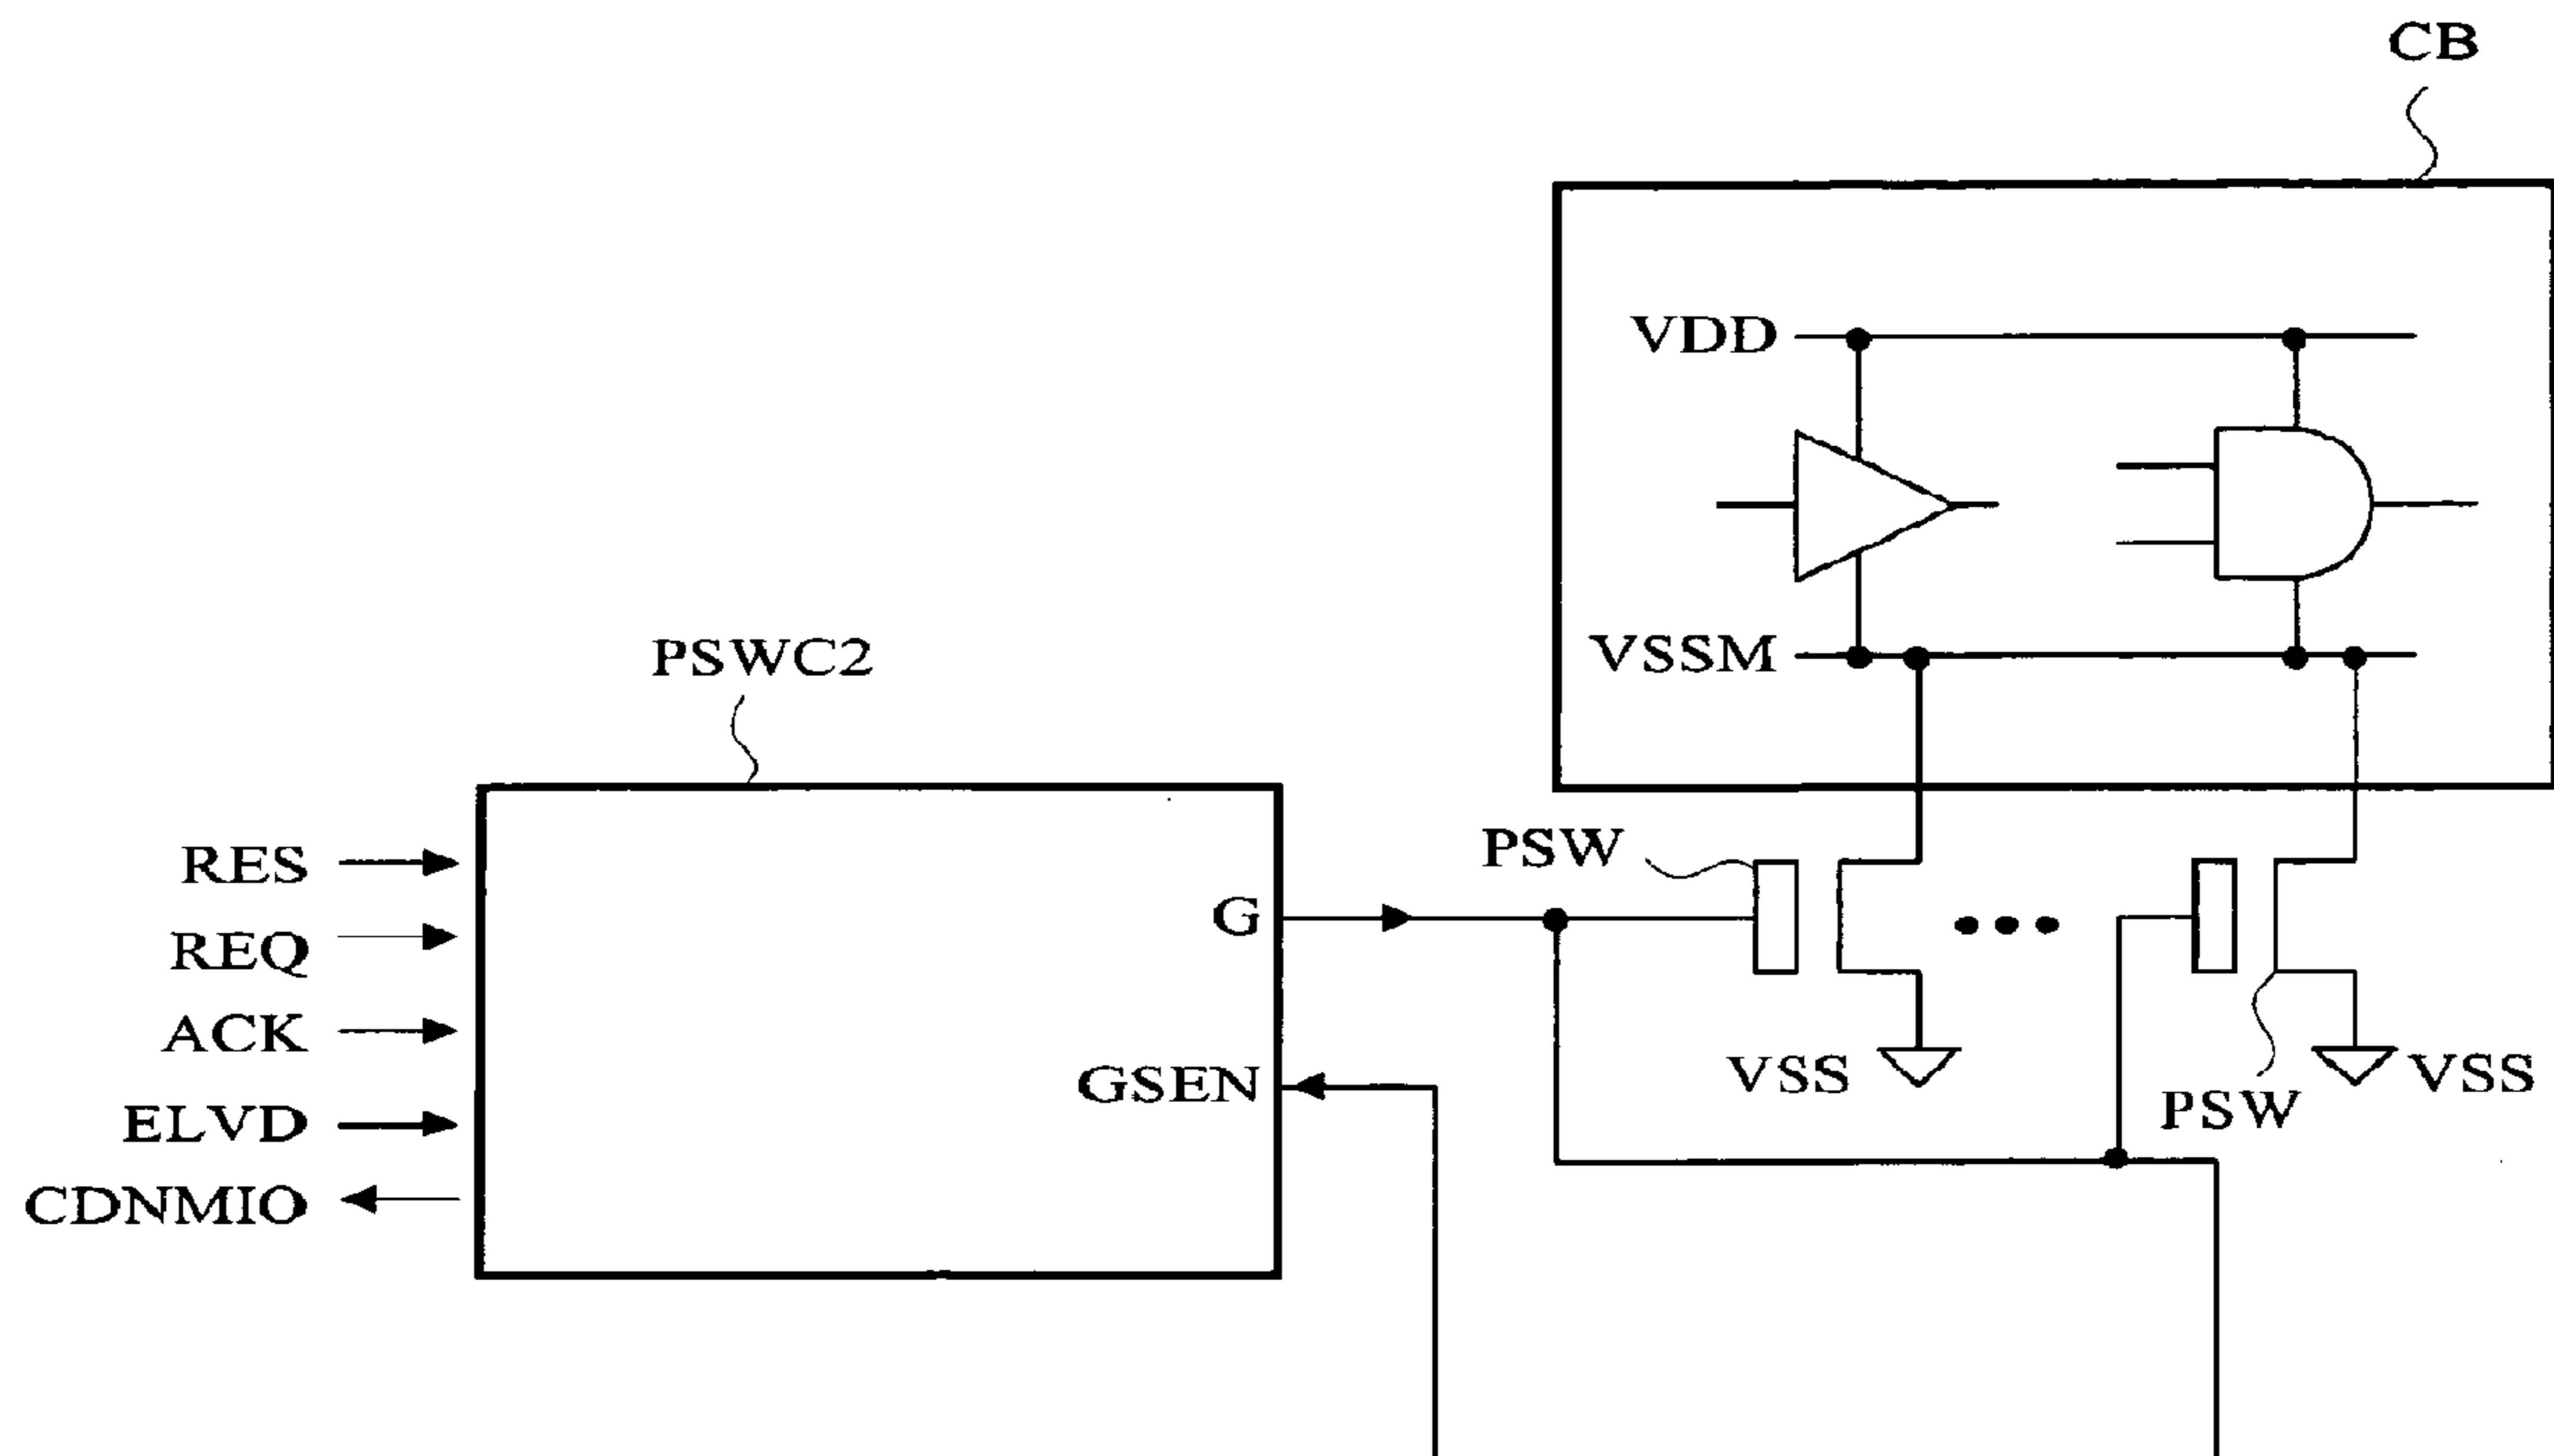 CB
VDD
VSSM
PSWC2
PSW
RES
G
REQ
ACK
VSS
VSS
GSEN
PSW
ELVD
CDNMIO